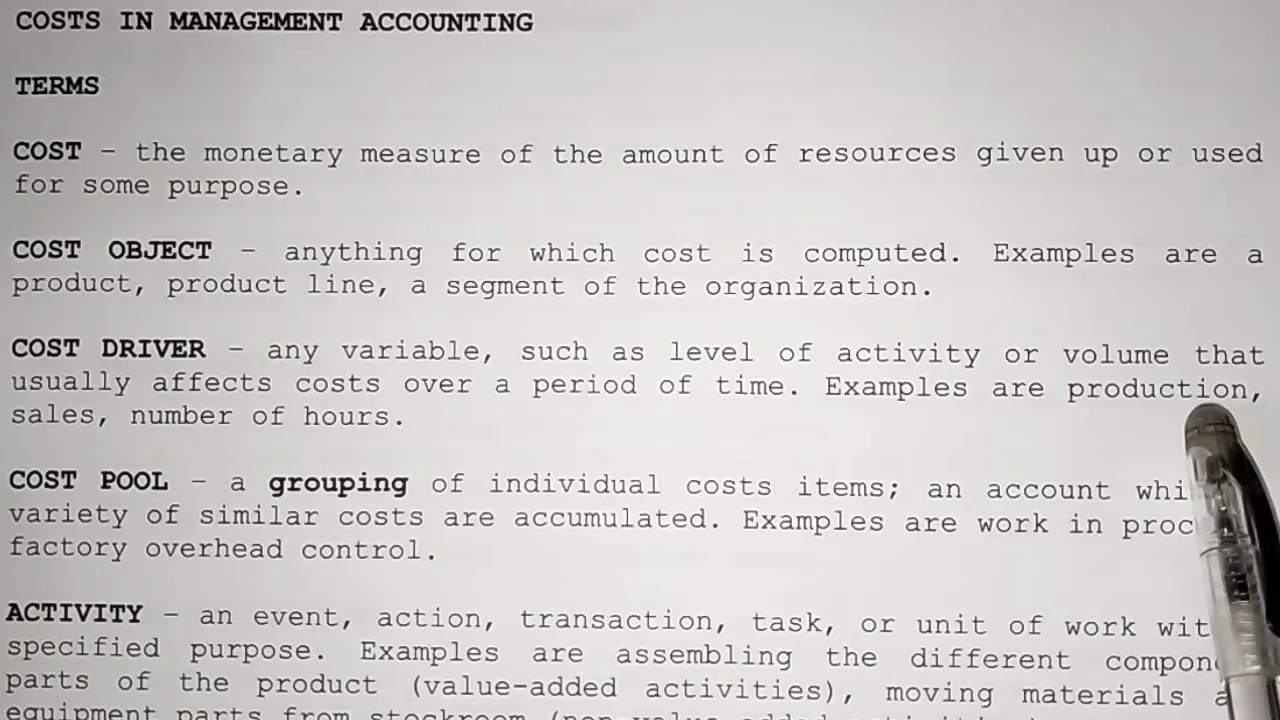 COSTS IN MANAGEMENT ACCOUNTING
TERMS
COST – the monetary measure of the amount of resources given up or used
for some purpose.
COST OBJECT – anything for which cost is computed. Examples are a
product, product line, a segment of the organization.
COST DRIVER – any variable, such as level of activity or volume that
usually affects costs over a period of time. Examples are production,
sales, number of hours.
COST POOL – a grouping of individual costs items; an account
variety of similar costs are accumulated. Examples are work in
factory overhead control.
ACTIVITY – an event, action, transaction, task, or unit of work
specified purpose. Examples are assembling the different
parts of the product (value-added activities), moving materials
equipment parts from stockroom